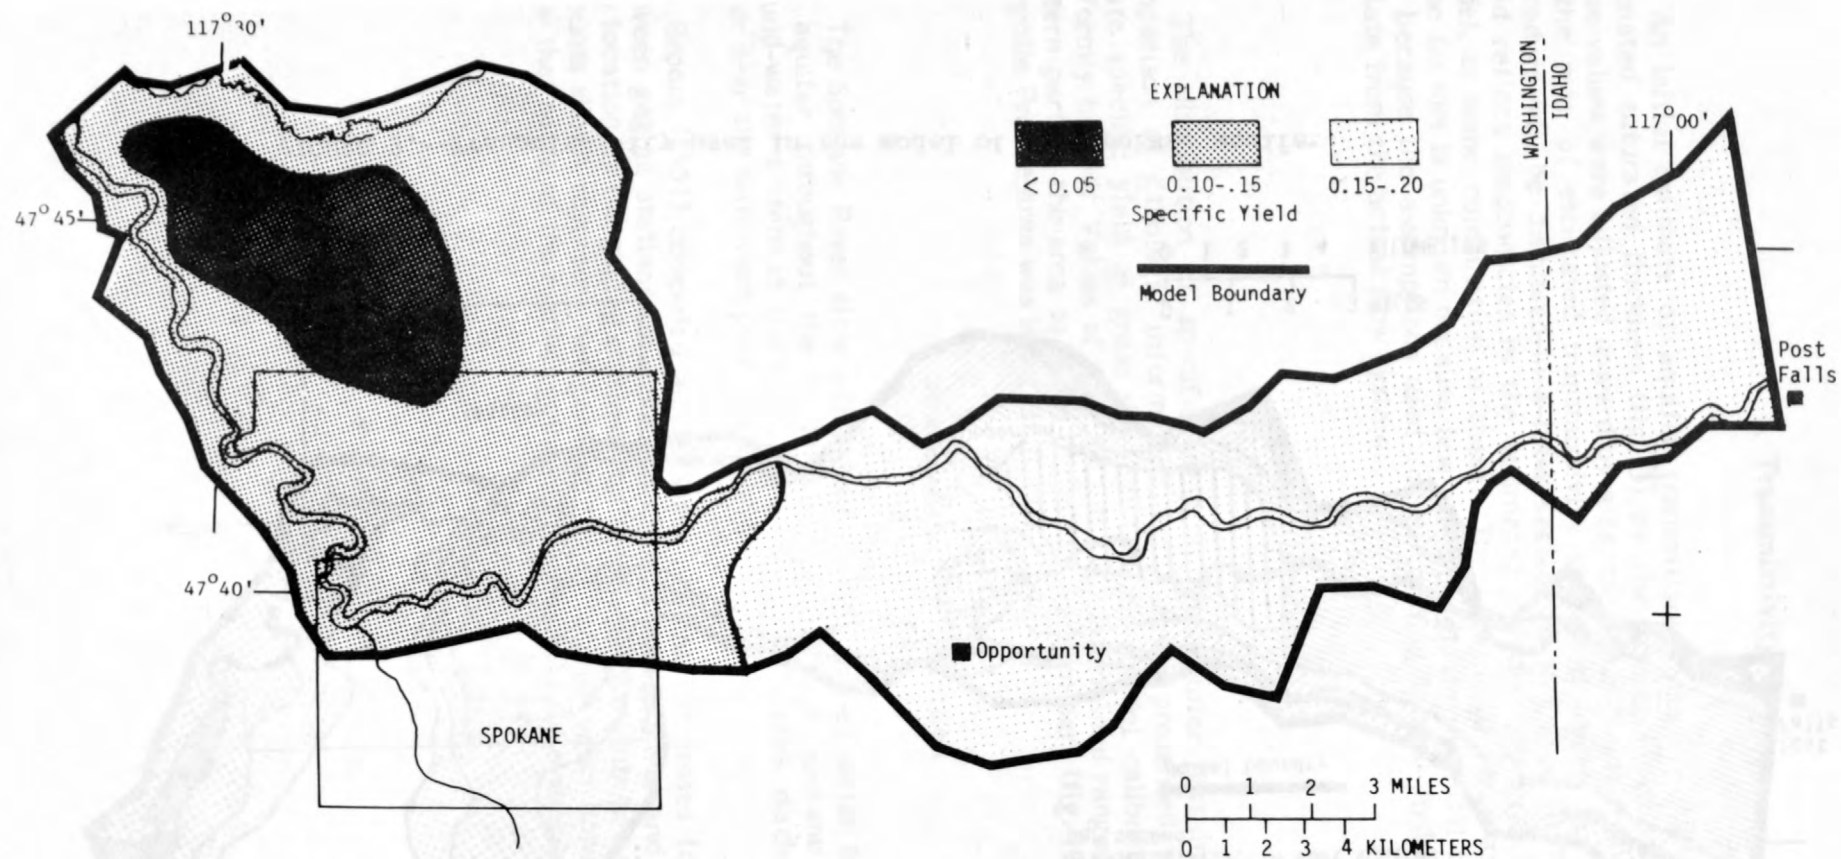 117°30'
EXPLANATION
< 0.05
0.10-.15
0.15-.20
Specific Yield
Model Boundary
WASHINGTON
IDAHO
117°00'
47°45'
Post
Falls
47°40'
Opportunity
SPOKANE
0 1 2 3 MILES
0 1 2 3 4 KILOMETERS